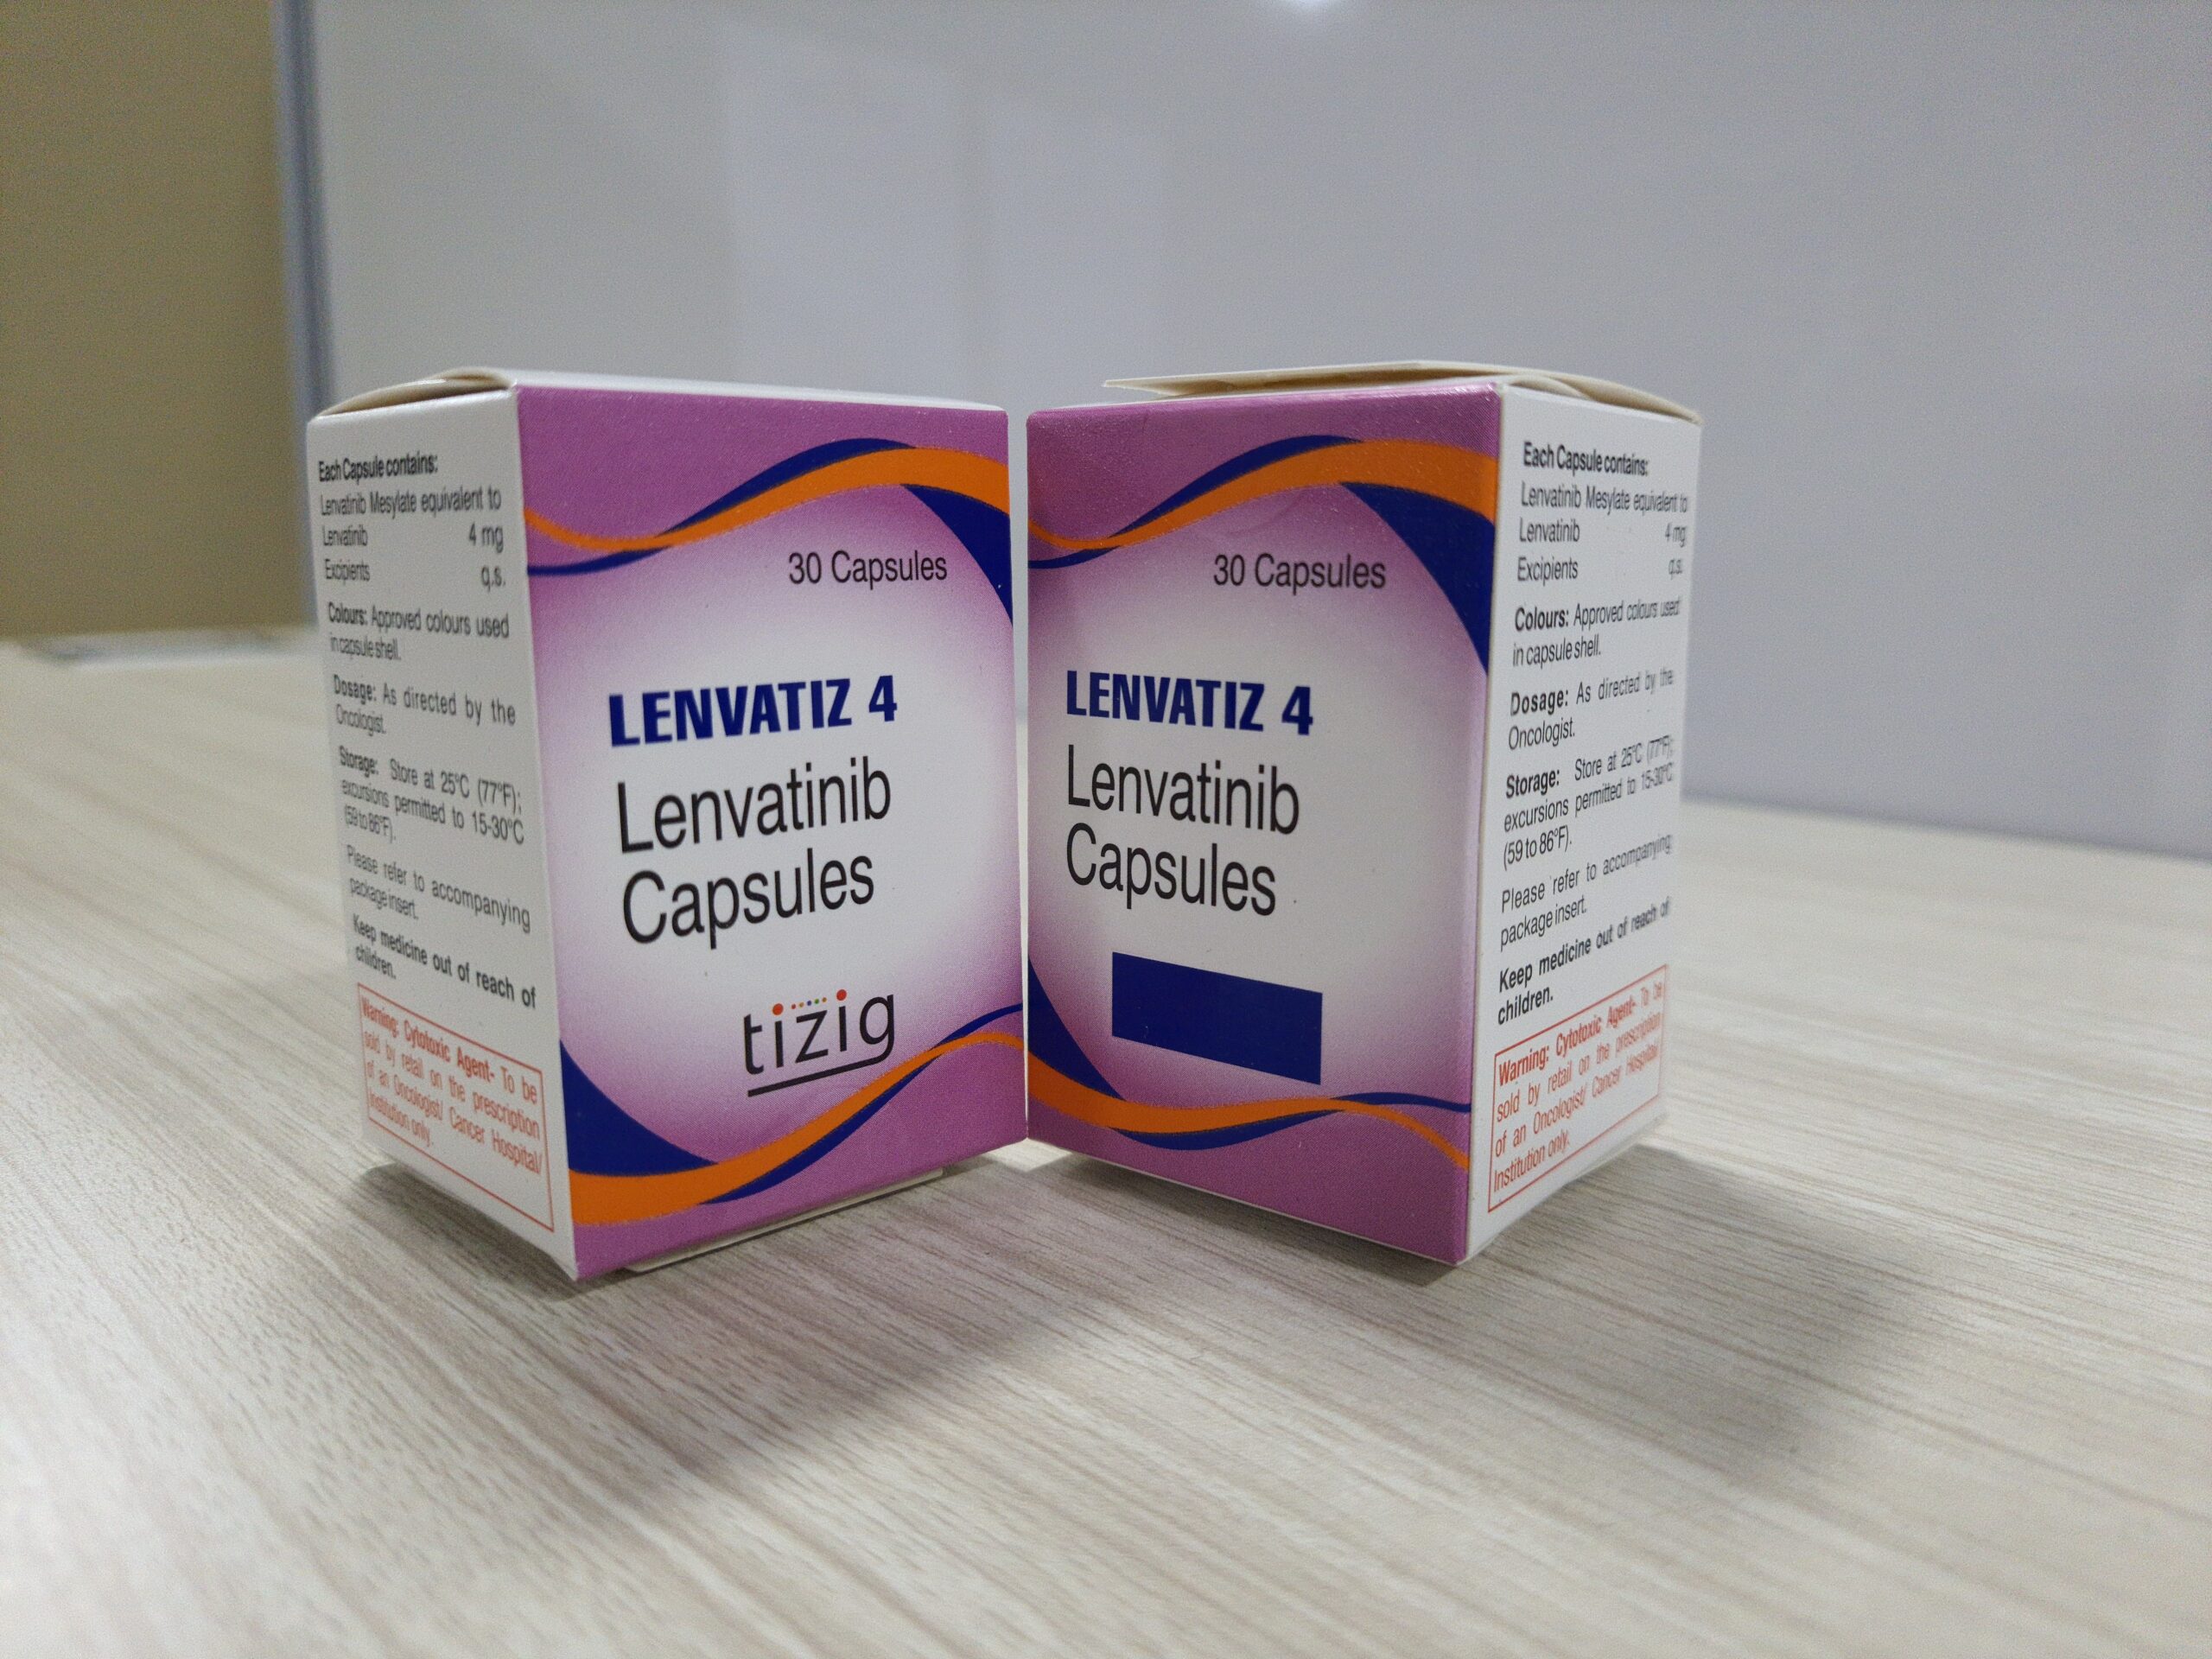 Each Capsule contains:
Lenvatinib Mesylate equivalent to
Lenvatinib 4 mg
Excipients q.s.
Colours: Approved colours used
in capsule shell.
Dosage: As directed by the
Oncologist.
Storage: Store at 25°C (77°F);
excursions permitted to 15-30°C
(59 to 86°F).
Please refer to accompanying
package insert.
Keep medicine out of reach of
children.
Warning: Cytotoxic Agent- To be
sold by retail on the prescription
of an Oncologist/ Cancer Hospital/
Institution only.
30 Capsules
LENVATIZ 4
Lenvatinib
Capsules
tizig
30 Capsules
LENVATIZ 4
Lenvatinib
Capsules
Each Capsule contains:
Lenvatinib Mesylate equivalent to
Lenvatinib 4 mg
Excipients q.s.
Colours: Approved colours used
in capsule shell.
Dosage: As directed by the
Oncologist.
Storage: Store at 25°C (77°F);
excursions permitted to 15-30°C
(59 to 86°F).
Please refer to accompanying
package insert.
Keep medicine out of reach of
children.
Warning: Cytotoxic Agent- To be
sold by retail on the prescription
of an Oncologist/ Cancer Hospital/
Institution only.